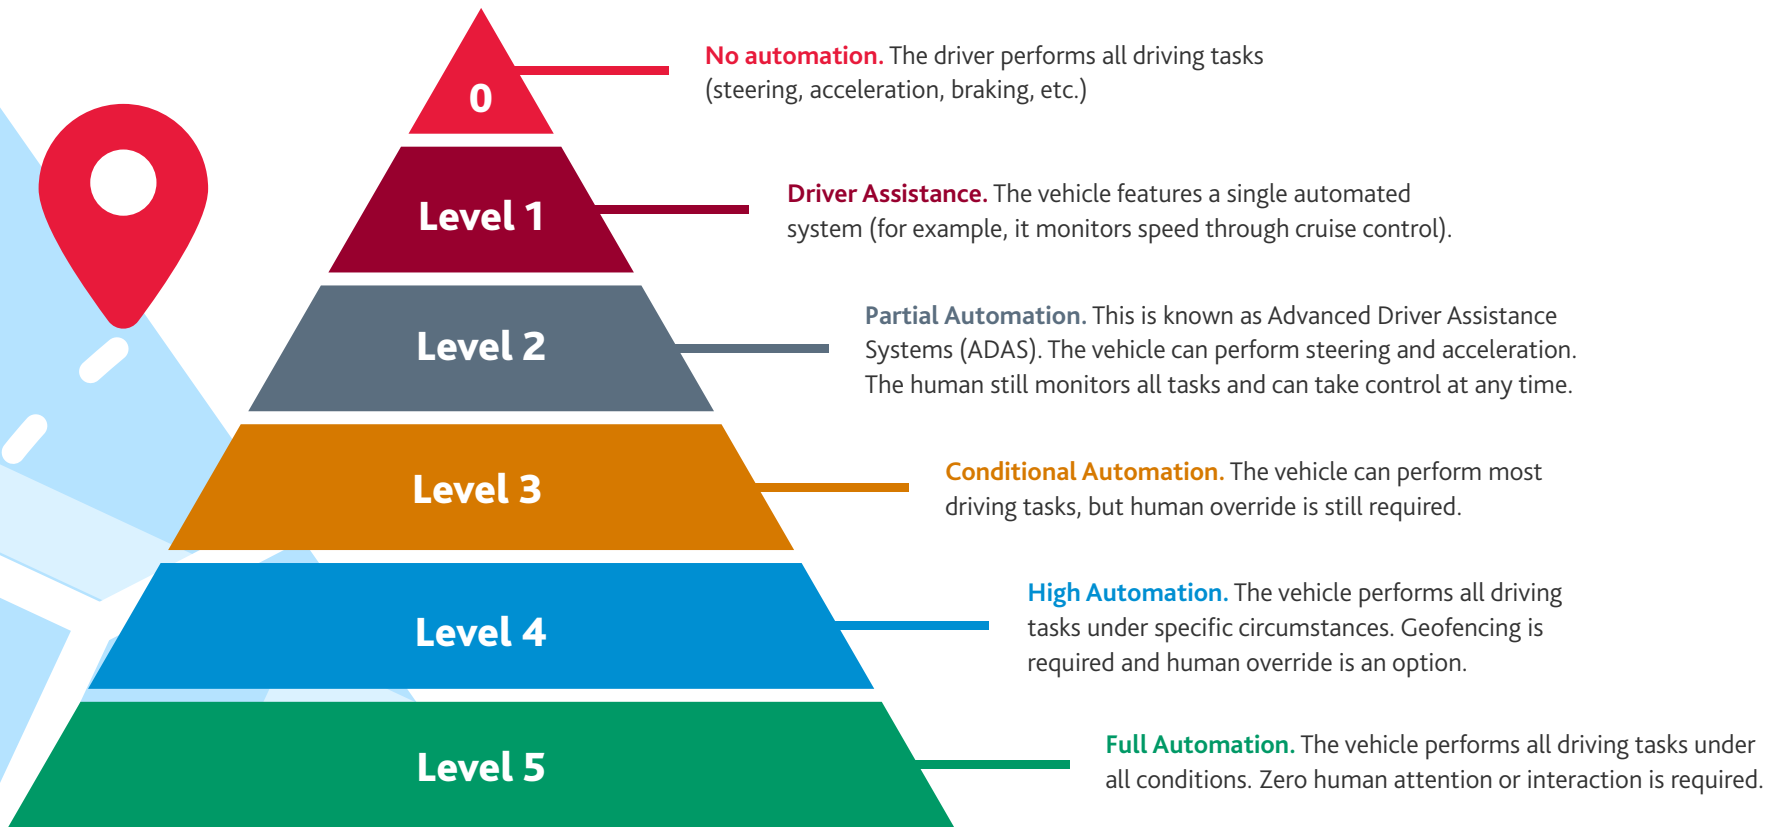 0
No automation. The driver performs all driving tasks
(steering, acceleration, braking, etc.)
Level 1
Driver Assistance. The vehicle features a single automated
system (for example, it monitors speed through cruise control).
Level 2
Partial Automation. This is known as Advanced Driver Assistance
Systems (ADAS). The vehicle can perform steering and acceleration.
The human still monitors all tasks and can take control at any time.
Level 3
Conditional Automation. The vehicle can perform most
driving tasks, but human override is still required.
Level 4
High Automation. The vehicle performs all driving
tasks under specific circumstances. Geofencing is
required and human override is an option.
Level 5
Full Automation. The vehicle performs all driving tasks under
all conditions. Zero human attention or interaction is required.